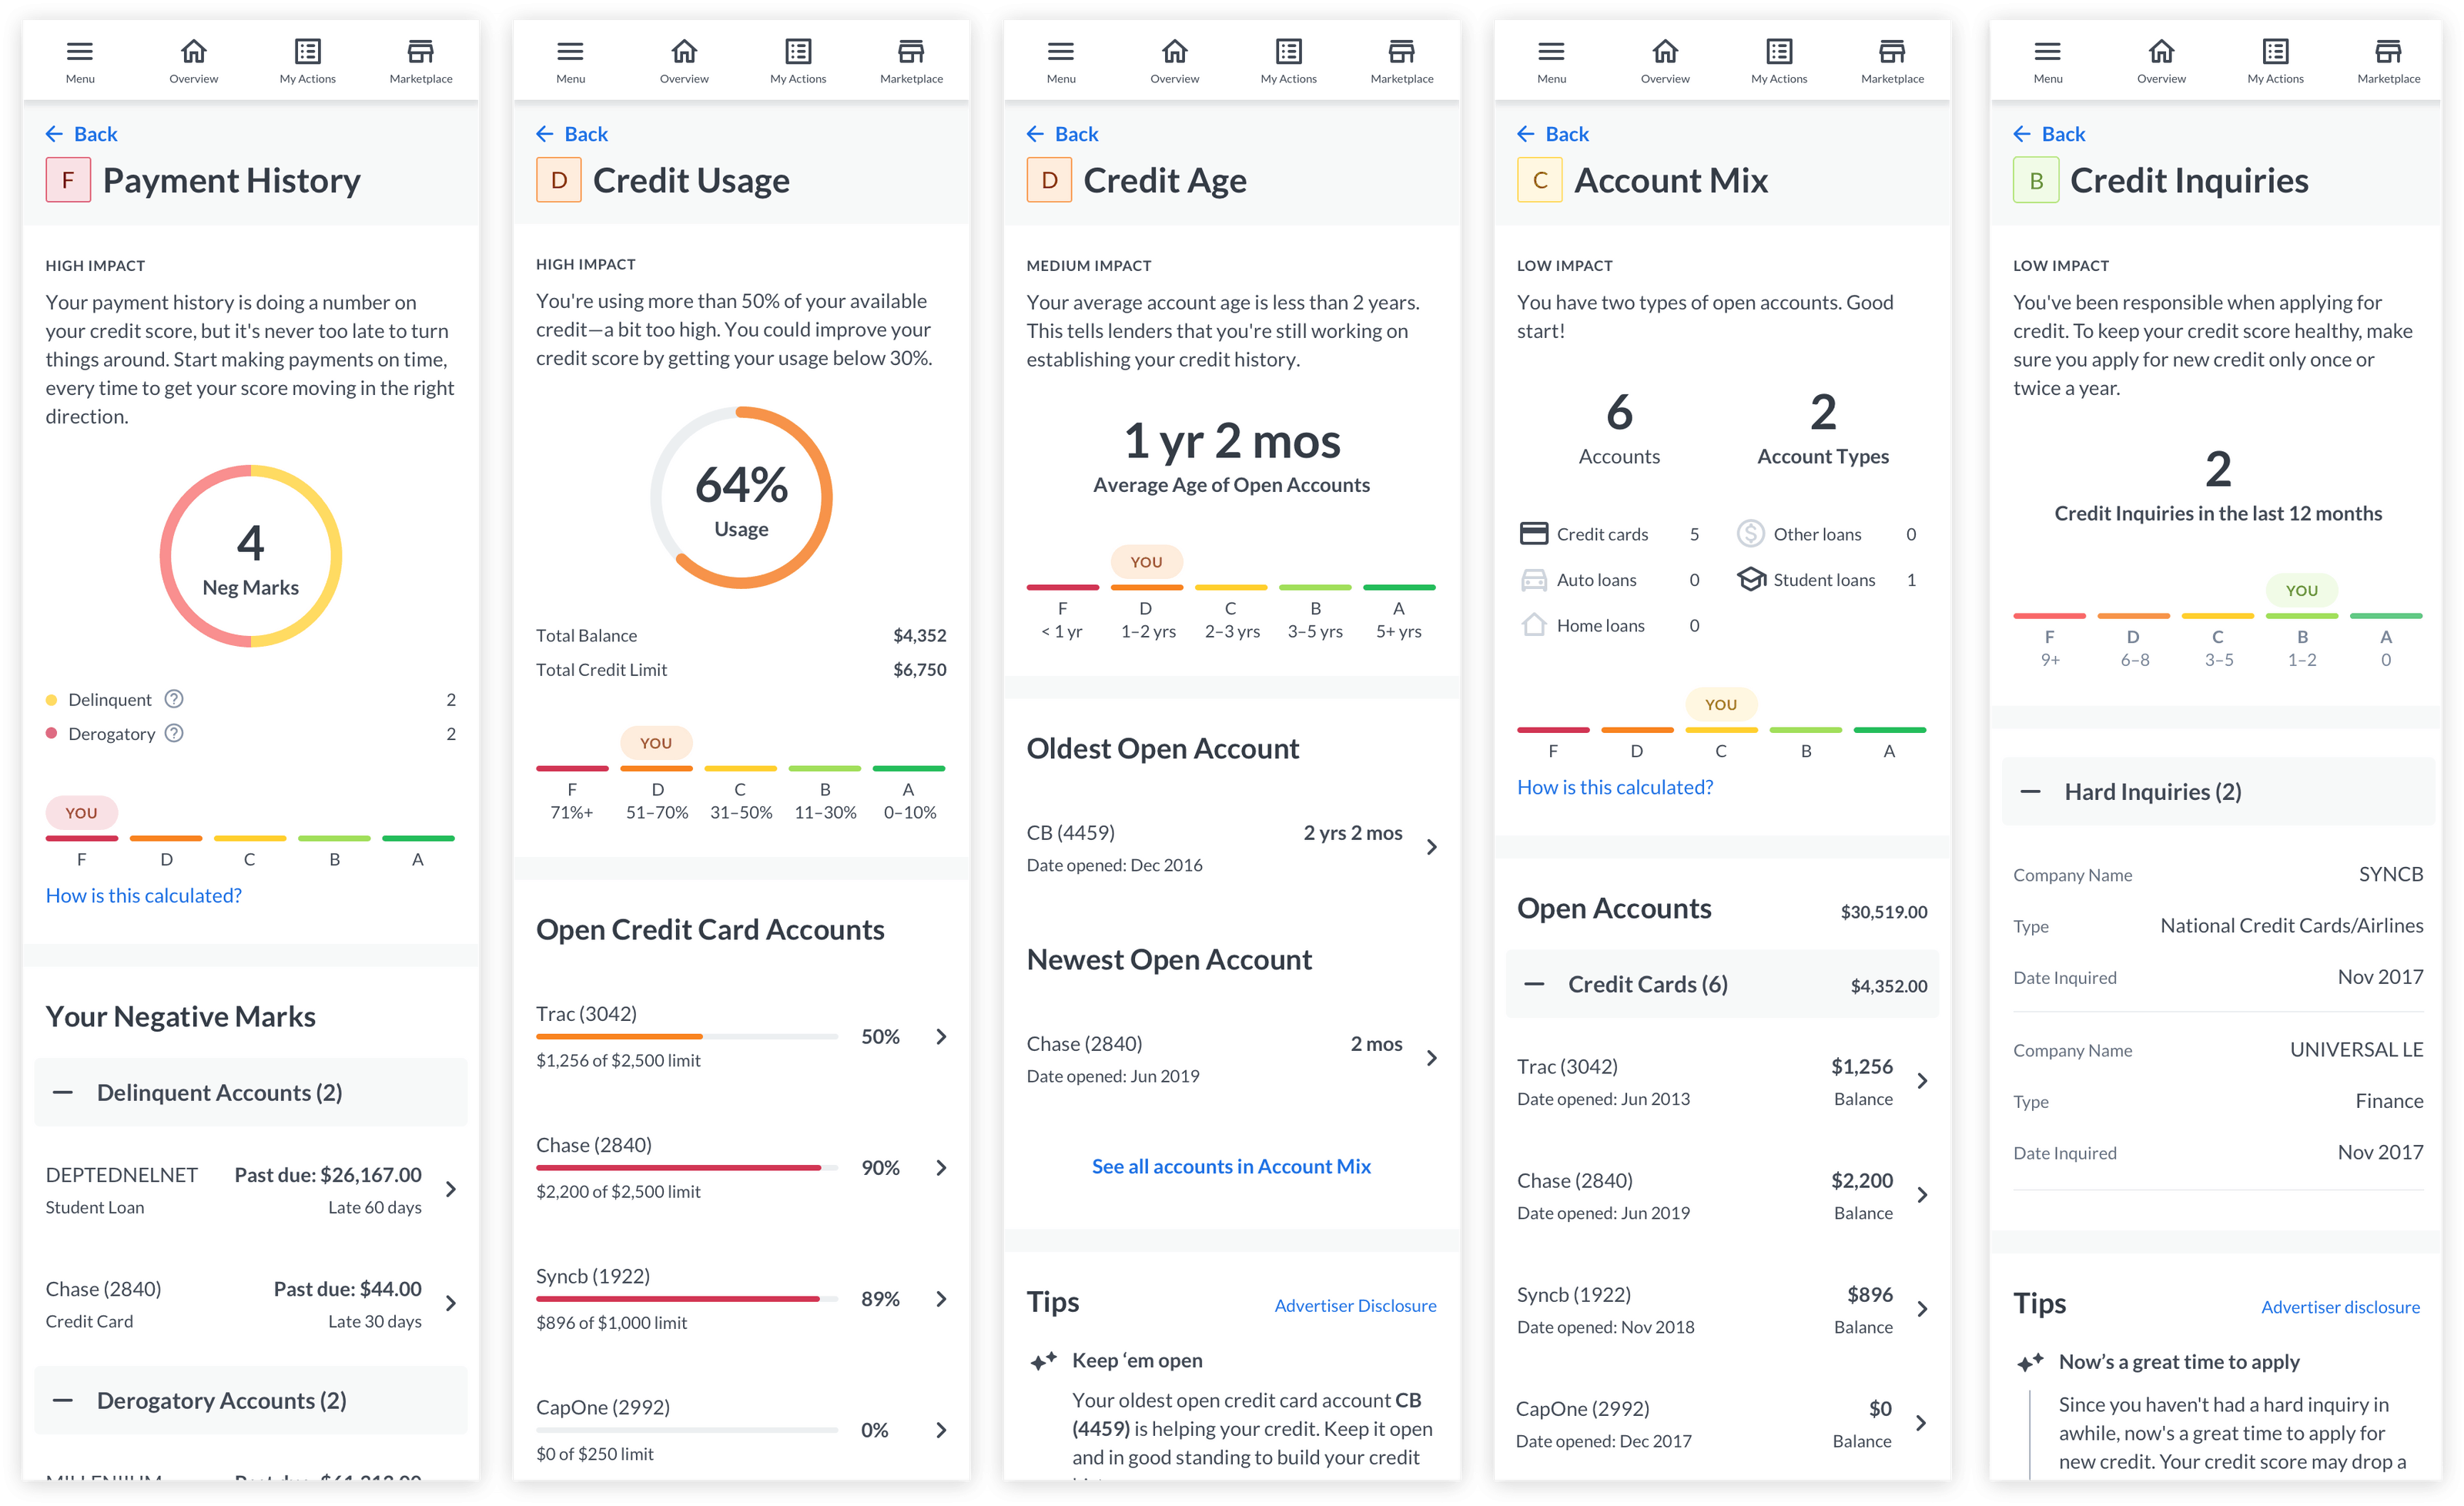 Menu
Overview
My Actions
Marketplace
Back
F
Payment History
HIGH IMPACT
Your payment history is doing a number on
your credit score, but it's never too late to turn
things around. Start making payments on time,
every time to get your score moving in the right
direction.
4
Neg Marks
Delinquent ? 2
Derogatory ? 2
YOU
F D C B A
How is this calculated?
Your Negative Marks
Delinquent Accounts (2)
DEPTEDNELNET Past due: $26,167.00
Student Loan Late 60 days
Chase (2840) Past due: $44.00
Credit Card Late 30 days
Derogatory Accounts (2)
Menu
Overview
My Actions
Marketplace
Back
D
Credit Usage
HIGH IMPACT
You're using more than 50% of your available
credit—a bit too high. You could improve your
credit score by getting your usage below 30%.
64%
Usage
Total Balance $4,352
Total Credit Limit $6,750
YOU
F D C B A
71%+ 51–70% 31–50% 11–30% 0–10%
Open Credit Card Accounts
Trac (3042)
50%
$1,256 of $2,500 limit
Chase (2840)
90%
$2,200 of $2,500 limit
Syncb (1922)
89%
$896 of $1,000 limit
CapOne (2992)
0%
$0 of $250 limit
Menu
Overview
My Actions
Marketplace
Back
D
Credit Age
MEDIUM IMPACT
Your average account age is less than 2 years.
This tells lenders that you're still working on
establishing your credit history.
1 yr 2 mos
Average Age of Open Accounts
YOU
F D C B A
< 1 yr 1–2 yrs 2–3 yrs 3–5 yrs 5+ yrs
Oldest Open Account
CB (4459) 2 yrs 2 mos
Date opened: Dec 2016
Newest Open Account
Chase (2840) 2 mos
Date opened: Jun 2019
See all accounts in Account Mix
Tips Advertiser Disclosure
Keep ‘em open
Your oldest open credit card account CB
(4459) is helping your credit. Keep it open
and in good standing to build your credit
Menu
Overview
My Actions
Marketplace
Back
C
Account Mix
LOW IMPACT
You have two types of open accounts. Good
start!
6 2
Accounts Account Types
Credit cards 5 Other loans 0
Auto loans 0 Student loans 1
Home loans 0
YOU
F D C B A
How is this calculated?
Open Accounts $30,519.00
Credit Cards (6) $4,352.00
Trac (3042) $1,256
Date opened: Jun 2013 Balance
Chase (2840) $2,200
Date opened: Jun 2019 Balance
Syncb (1922) $896
Date opened: Nov 2018 Balance
CapOne (2992) $0
Date opened: Dec 2017 Balance
Menu
Overview
My Actions
Marketplace
Back
B
Credit Inquiries
LOW IMPACT
You've been responsible when applying for
credit. To keep your credit score healthy, make
sure you apply for new credit only once or
twice a year.
2
Credit Inquiries in the last 12 months
YOU
F D C B A
9+ 6–8 3–5 1–2 0
Hard Inquiries (2)
Company Name SYNCB
Type National Credit Cards/Airlines
Date Inquired Nov 2017
Company Name UNIVERSAL LE
Type Finance
Date Inquired Nov 2017
Tips Advertiser disclosure
Now’s a great time to apply
Since you haven't had a hard inquiry in
awhile, now's a great time to apply for
new credit. Your credit score may drop a